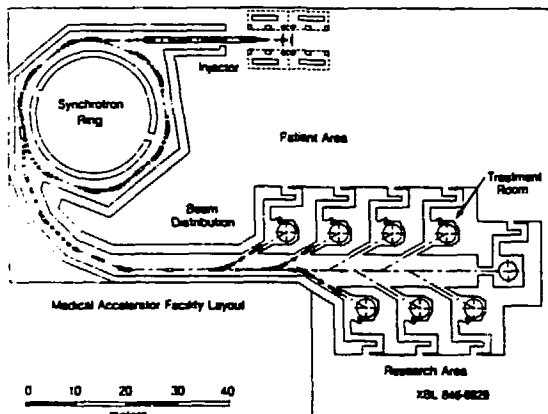 Injector
Synchrotron
Ring
Patient Area
Treatment
Room
Beam
Distribution
Medical Accelerator Facility Layout
Research Area
0 10 20 30 40
meters